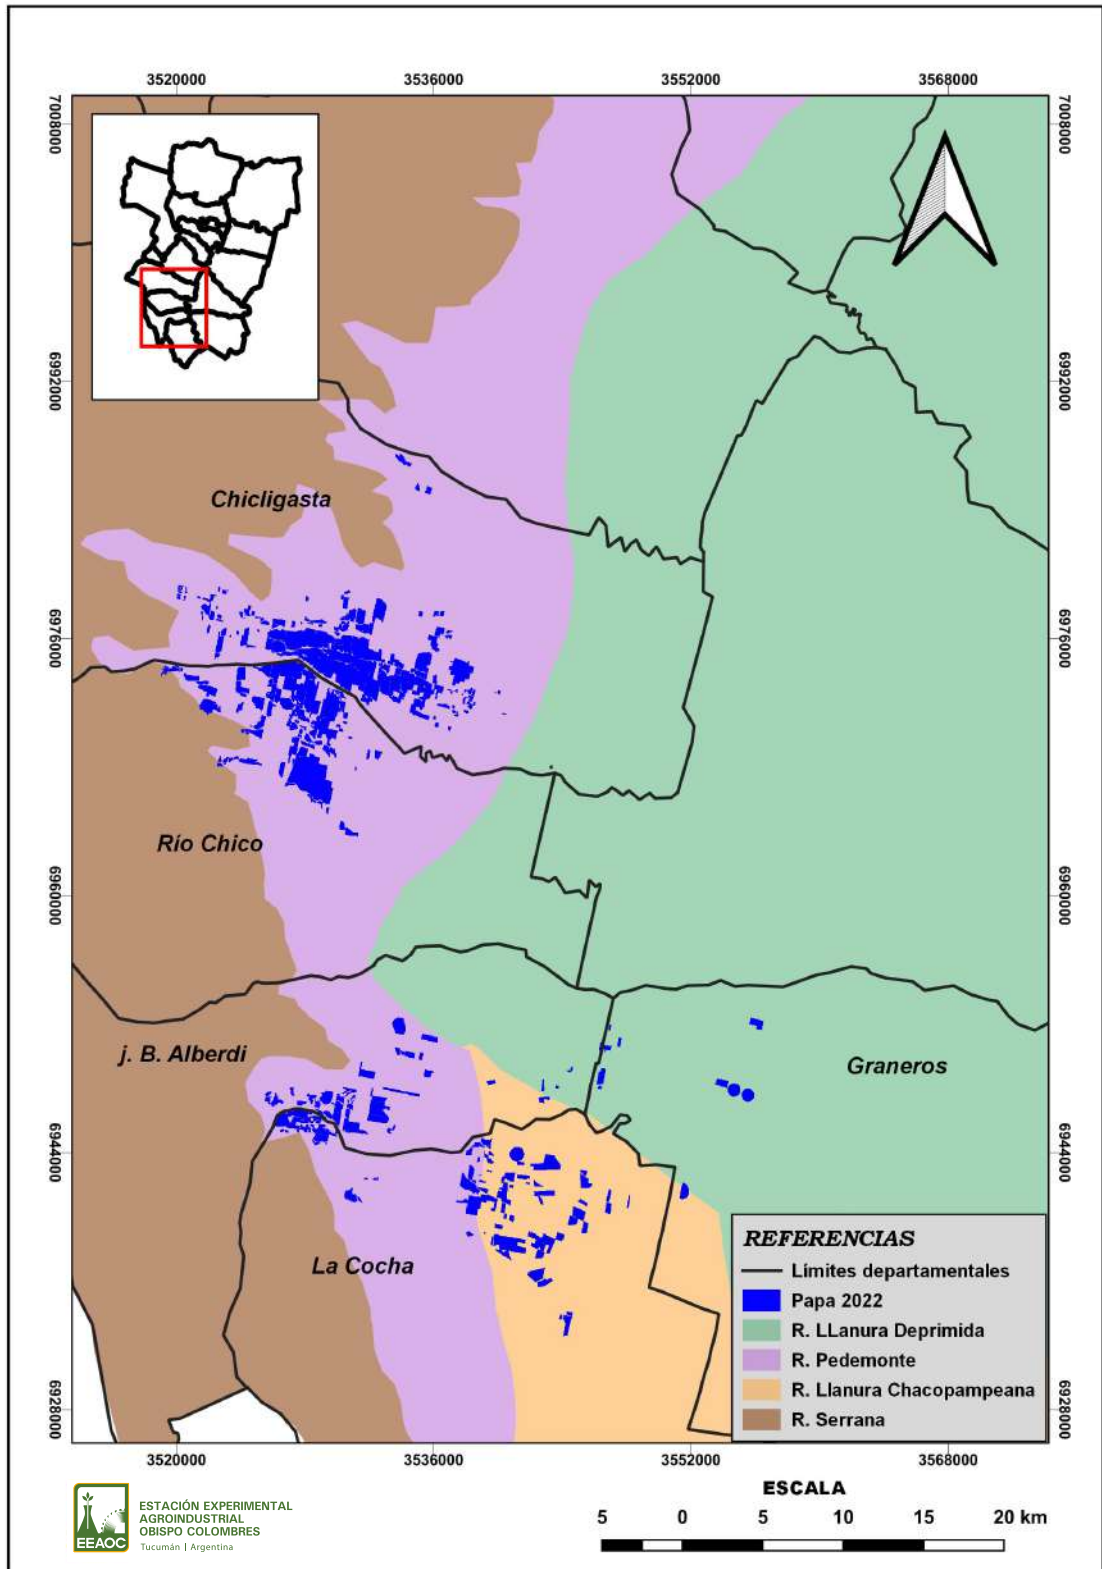 3520000
3536000
3552000
3568000
7008000
7008000
6992000
6992000
Chicligasta
6976000
6976000
Río Chico
6960000
6960000
j. B. Alberdi
Graneros
6944000
6944000
La Cocha
REFERENCIAS
Límites departamentales
Papa 2022
R. LLanura Deprimida
R. Pedemonte
R. Llanura Chacopampeana
R. Serrana
6928000
6928000
3520000
3536000
3552000
3568000
ESCALA
5 0 5 10 15 20 km
EEAOC
ESTACIÓN EXPERIMENTAL
AGROINDUSTRIAL
OBISPO COLOMBRES
Tucumán | Argentina